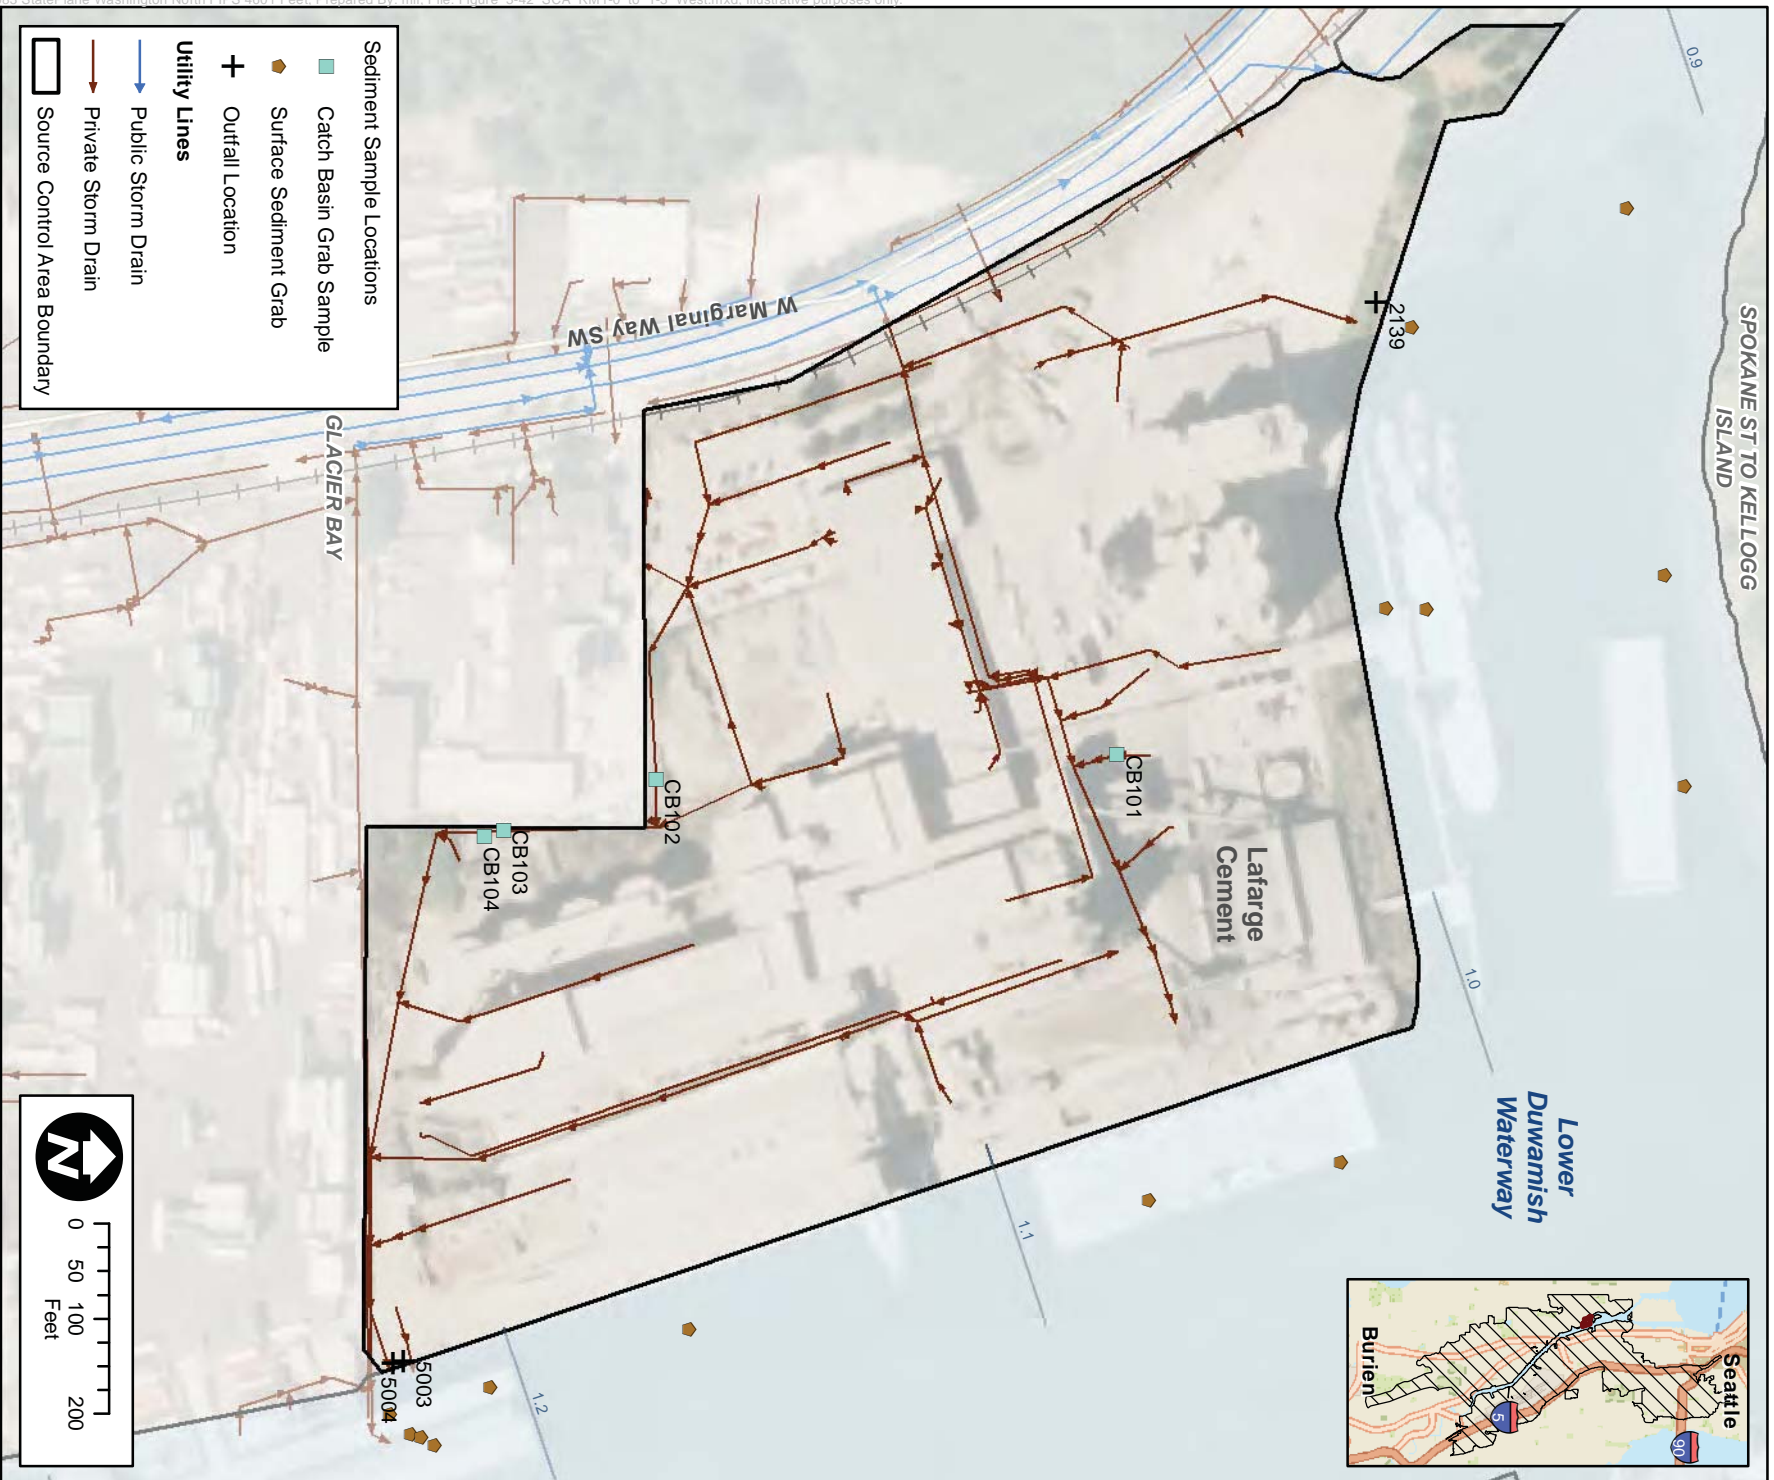 SPOKANE ST TO KELLOGG
ISLAND
0.9
2139
W Marginal Way SW
GLACIER BAY
CB101
CB102
CB103
CB104
Lafarge
Cement
1.0
Lower
Duwamish
Waterway
1.1
1.2
5003
5004
Sediment Sample Locations
Catch Basin Grab Sample
Surface Sediment Grab
Outfall Location
Utility Lines
Public Storm Drain
Private Storm Drain
Source Control Area Boundary
N
0 50 100 200
Feet
Seattle
90
5
Burien